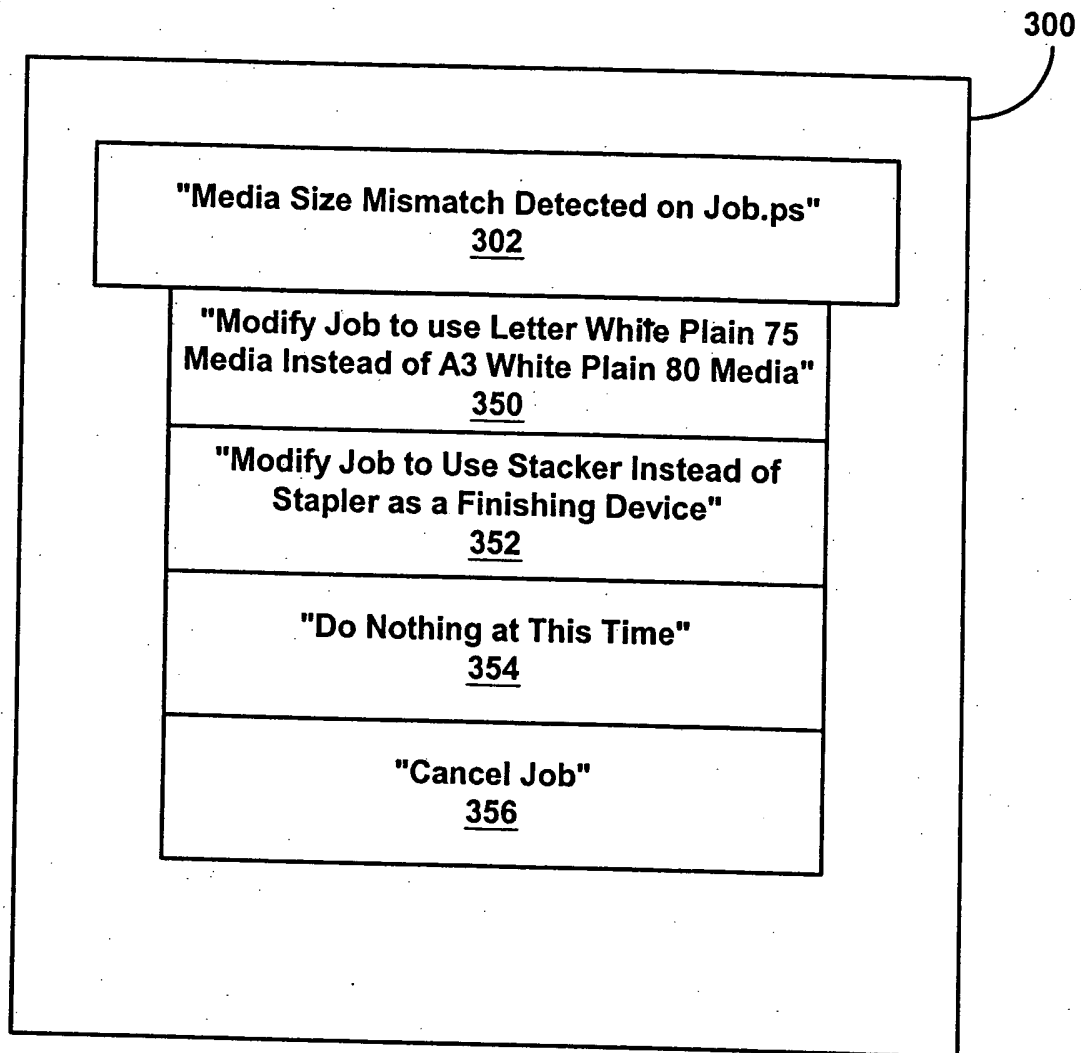 300
"Media Size Mismatch Detected on Job.ps"
302
"Modify Job to use Letter White Plain 75
Media Instead of A3 White Plain 80 Media"
350
"Modify Job to Use Stacker Instead of
Stapler as a Finishing Device"
352
"Do Nothing at This Time"
354
"Cancel Job"
356